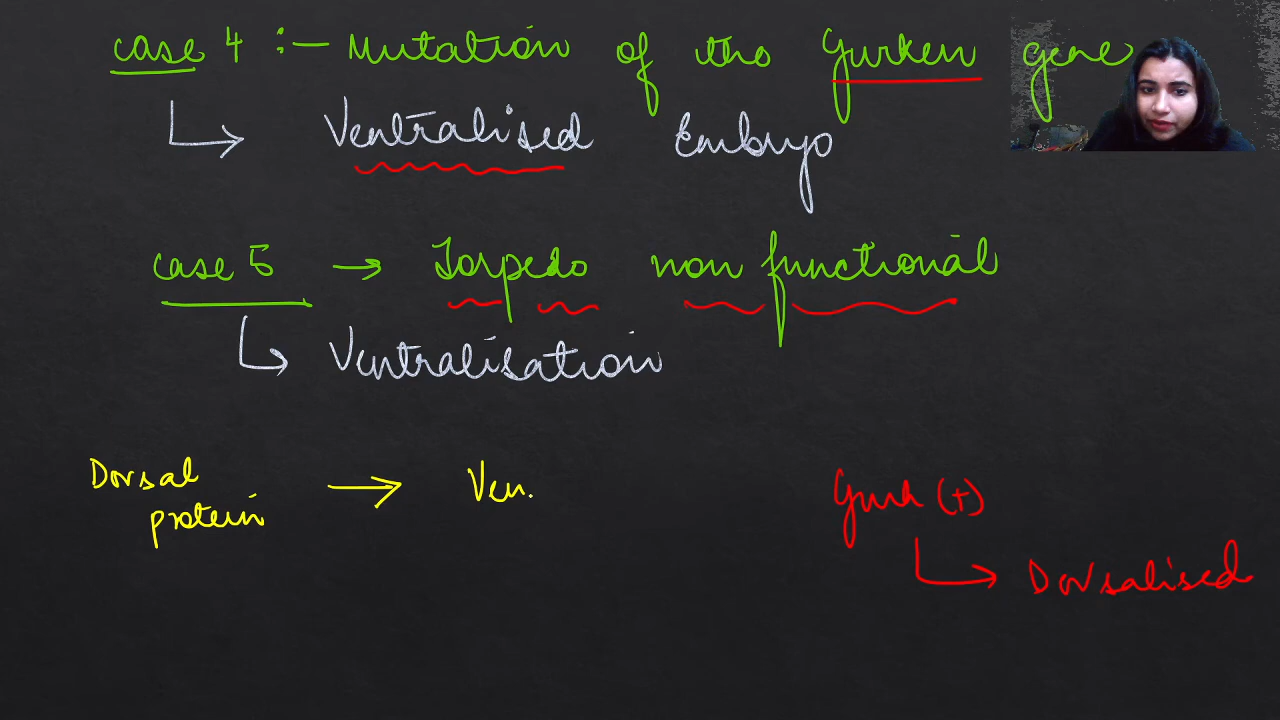 case 4 :- Mutation of the Gurken gene
Ventralised Embryo
case 5 → Torpedo non functional
Ventralisation
Dorsal protein → Ven.
Gurk (+)
Dorsalised